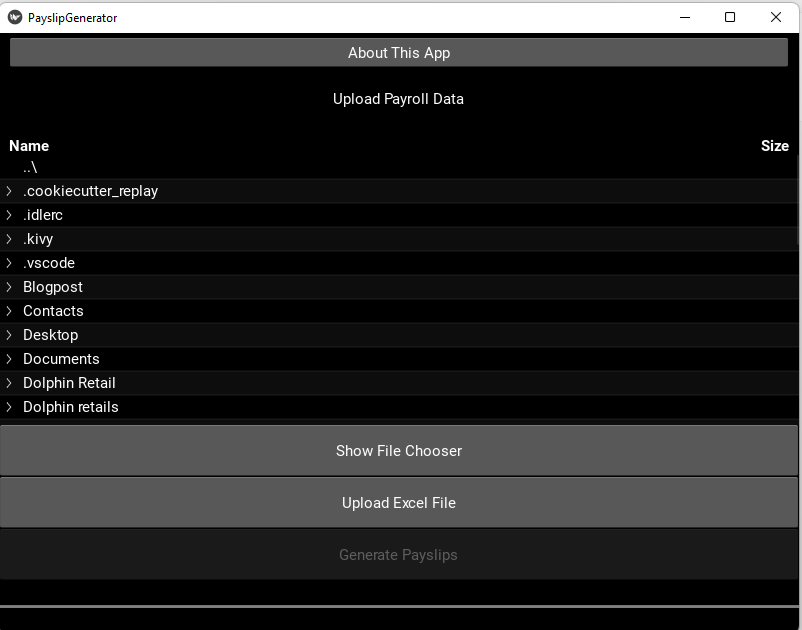 PayslipGenerator
About This App
Upload Payroll Data
Name Size
..\
.cookiecutter_replay
.idlerc
.kivy
.vscode
Blogpost
Contacts
Desktop
Documents
Dolphin Retail
Dolphin retails
Show File Chooser
Upload Excel File
Generate Payslips